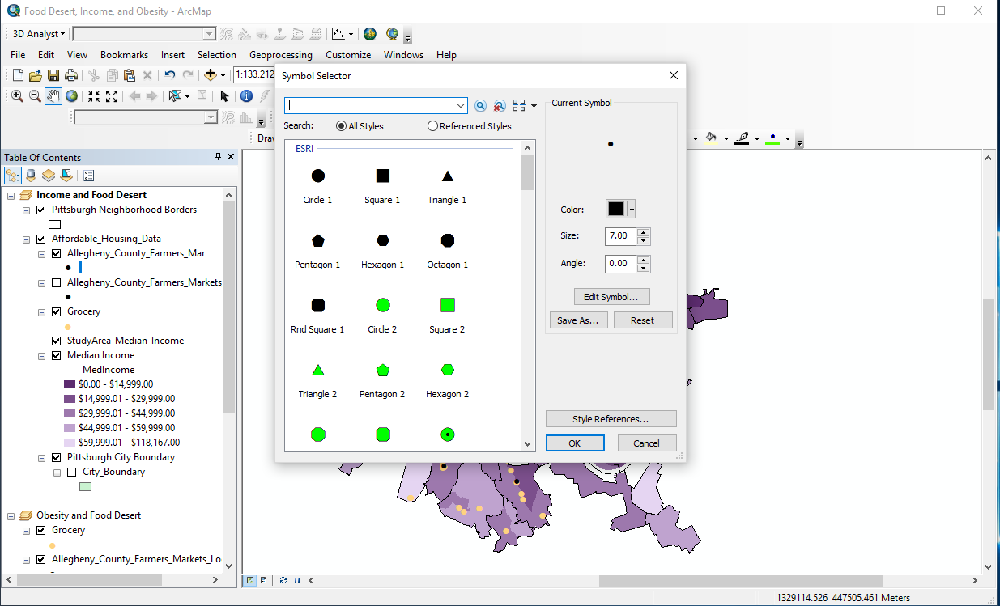 Food Desert, Income, and Obesity - ArcMap
3D Analyst
File Edit View Bookmarks Insert Selection Geoprocessing Customize Windows Help
1:133,212
Draw
Table Of Contents
Income and Food Desert
Pittsburgh Neighborhood Borders
Affordable_Housing_Data
Allegheny_County_Farmers_Mar
Allegheny_County_Farmers_Markets
Grocery
StudyArea_Median_Income
Median Income
MedIncome
$0.00 - $14,999.00
$14,999.01 - $29,999.00
$29,999.01 - $44,999.00
$44,999.01 - $59,999.00
$59,999.01 - $118,167.00
Pittsburgh City Boundary
City_Boundary
Obesity and Food Desert
Grocery
Allegheny_County_Farmers_Markets_Lo
Symbol Selector
Search: All Styles Referenced Styles
ESRI
Circle 1 Square 1 Triangle 1
Pentagon 1 Hexagon 1 Octagon 1
Rnd Square 1 Circle 2 Square 2
Triangle 2 Pentagon 2 Hexagon 2
Current Symbol
Color:
Size: 7.00
Angle: 0.00
Edit Symbol...
Save As... Reset
Style References...
OK Cancel
1329114.526 447505.461 Meters